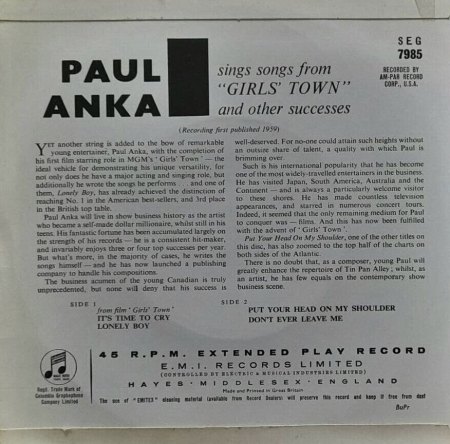 SEG
7985
RECORDED BY
AM-PAR RECORD
CORP., U.S.A.
PAUL
ANKA
sings songs from
"GIRLS' TOWN"
and other successes
(Recording first published 1959)
YET another string is added to the bow of remarkable
young entertainer, Paul Anka, with the completion of
his first film starring role in MGM's 'Girls' Town' — the
ideal vehicle for demonstrating his unique versatility, for
not only does he have a major acting and singing role, but
additionally he wrote the songs he performs . . . and one of
them, Lonely Boy, has already achieved the distinction of
reaching No. 1 in the American best-sellers, and 3rd place
in the British top table.
Paul Anka will live in show business history as the artist
who became a self-made dollar millionaire, whilst still in his
teens. His fantastic fortune has been accumulated largely on
the strength of his records — he is a consistent hit-maker,
and invariably enjoys three or four top successes per year.
But what's more, in the majority of cases, he writes the
songs himself — and he has now launched a publishing
company to handle his compositions.
The business acumen of the young Canadian is truly
unprecedented, but none will deny that his success is
well-deserved. For no-one could attain such heights without
an outsize share of talent, a quality with which Paul is
brimming over.
Such is his international popularity that he has become
one of the most widely-travelled entertainers in the business.
He has visited Japan, South America, Australia and the
Continent — and is always a particularly welcome visitor
to these shores. He has made countless television
appearances, and starred in numerous concert tours.
Indeed, it seemed that the only remaining medium for Paul
to conquer was — films. And this has now been fulfilled
with the advent of 'Girls' Town'.
Put Your Head On My Shoulder, one of the other titles on
this disc, has also zoomed to the top half of the charts on
both sides of the Atlantic.
There is no doubt that, as a composer, young Paul will
greatly enhance the repertoire of Tin Pan Alley; whilst, as
an artist, he has few equals on the contemporary show
business scene.
SIDE 1
from film 'Girls' Town'
IT'S TIME TO CRY
LONELY BOY
SIDE 2
PUT YOUR HEAD ON MY SHOULDER
DON'T EVER LEAVE ME
45 R.P.M. EXTENDED PLAY RECORD
E.M.I. RECORDS LIMITED
(CONTROLLED BY ELECTRIC & MUSICAL INDUSTRIES LIMITED)
HAYES · MIDDLESEX · ENGLAND
Made and Printed in Great Britain
Regd. Trade Mark of
Columbia Graphophone
Company Limited
The use of "EMITEX" cleaning material (available from Record Dealers) will preserve this record and keep it free from dust
BoPr